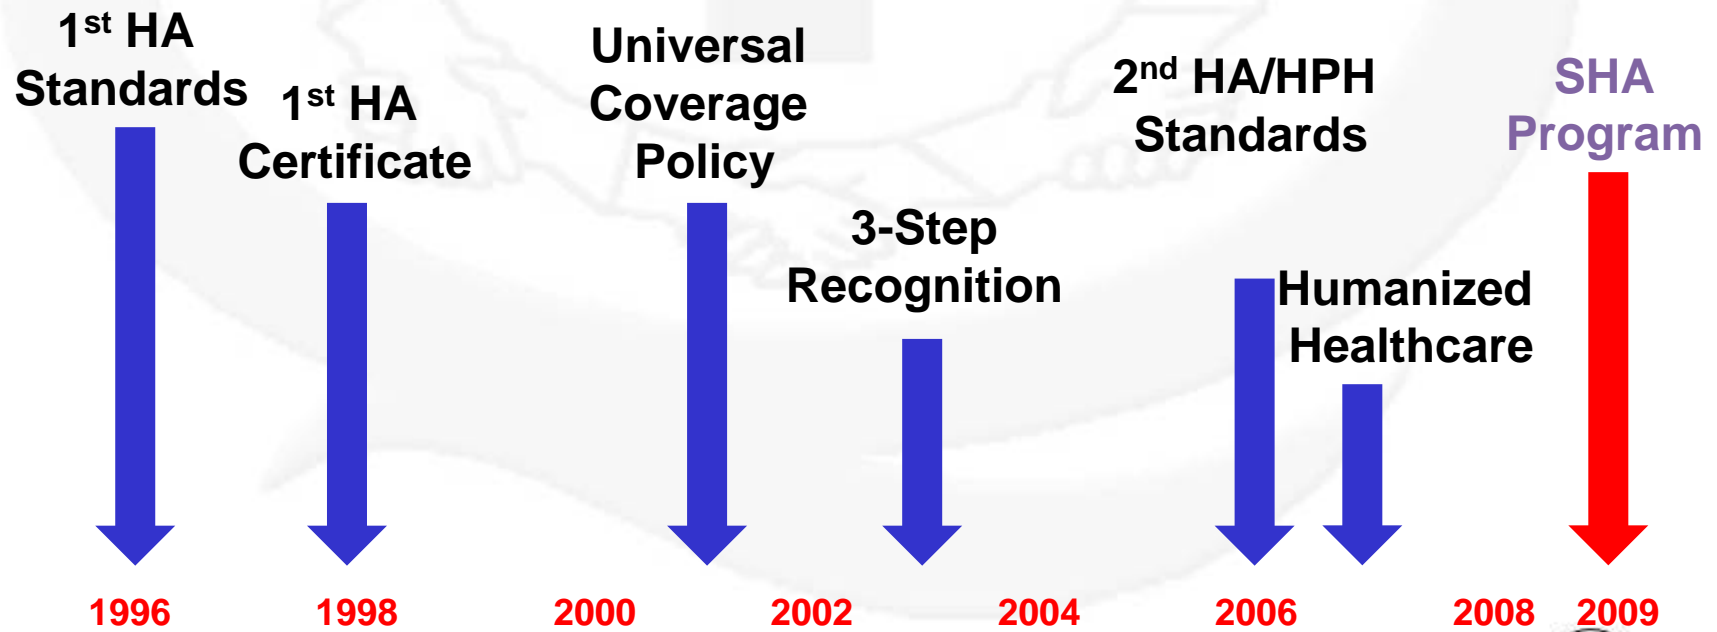 1st HA
Standards
1st HA
Certificate
Universal
Coverage
Policy
3-Step
Recognition
2nd HA/HPH
Standards
Humanized
Healthcare
SHA
Program
1996 1998 2000 2002 2004 2006 2008 2009